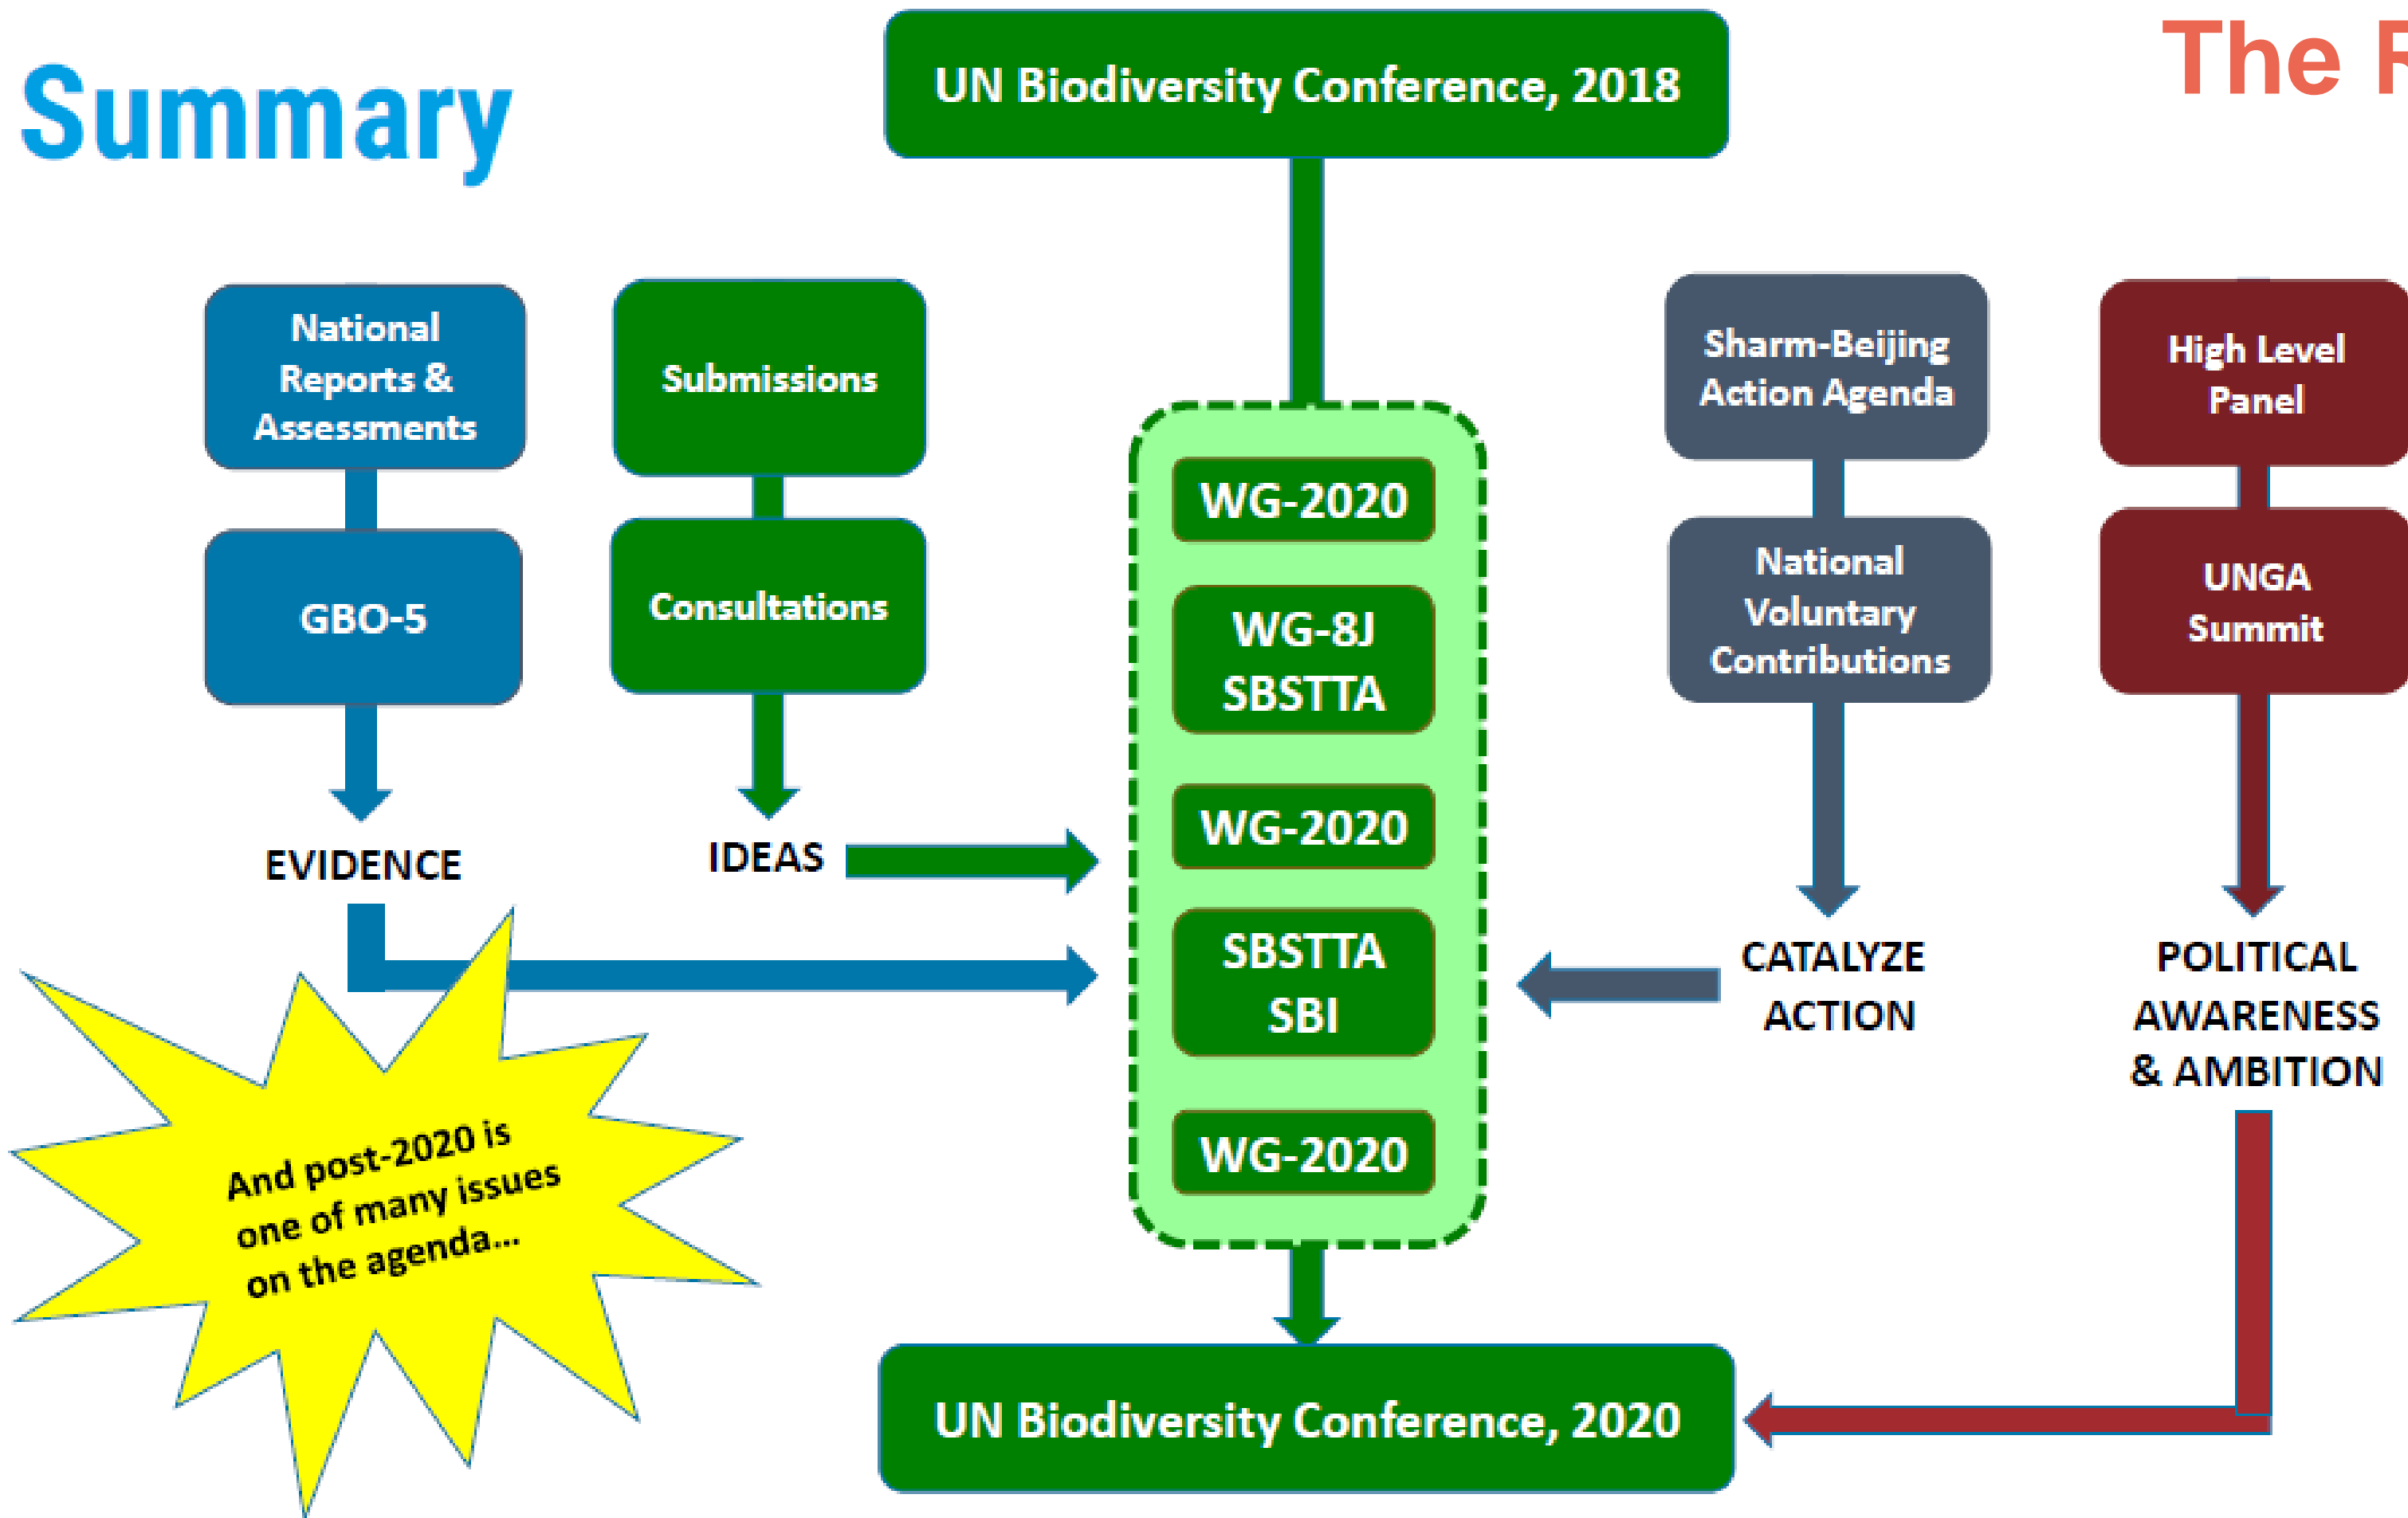 Summary
The R
UN Biodiversity Conference, 2018
National
Reports &
Assessments
GBO-5
EVIDENCE
Submissions
Consultations
IDEAS
WG-2020
WG-8J
SBSTTA
WG-2020
SBSTTA
SBI
WG-2020
Sharm-Beijing
Action Agenda
National
Voluntary
Contributions
CATALYZE
ACTION
High Level
Panel
UNGA
Summit
POLITICAL
AWARENESS
& AMBITION
And post-2020 is
one of many issues
on the agenda...
UN Biodiversity Conference, 2020